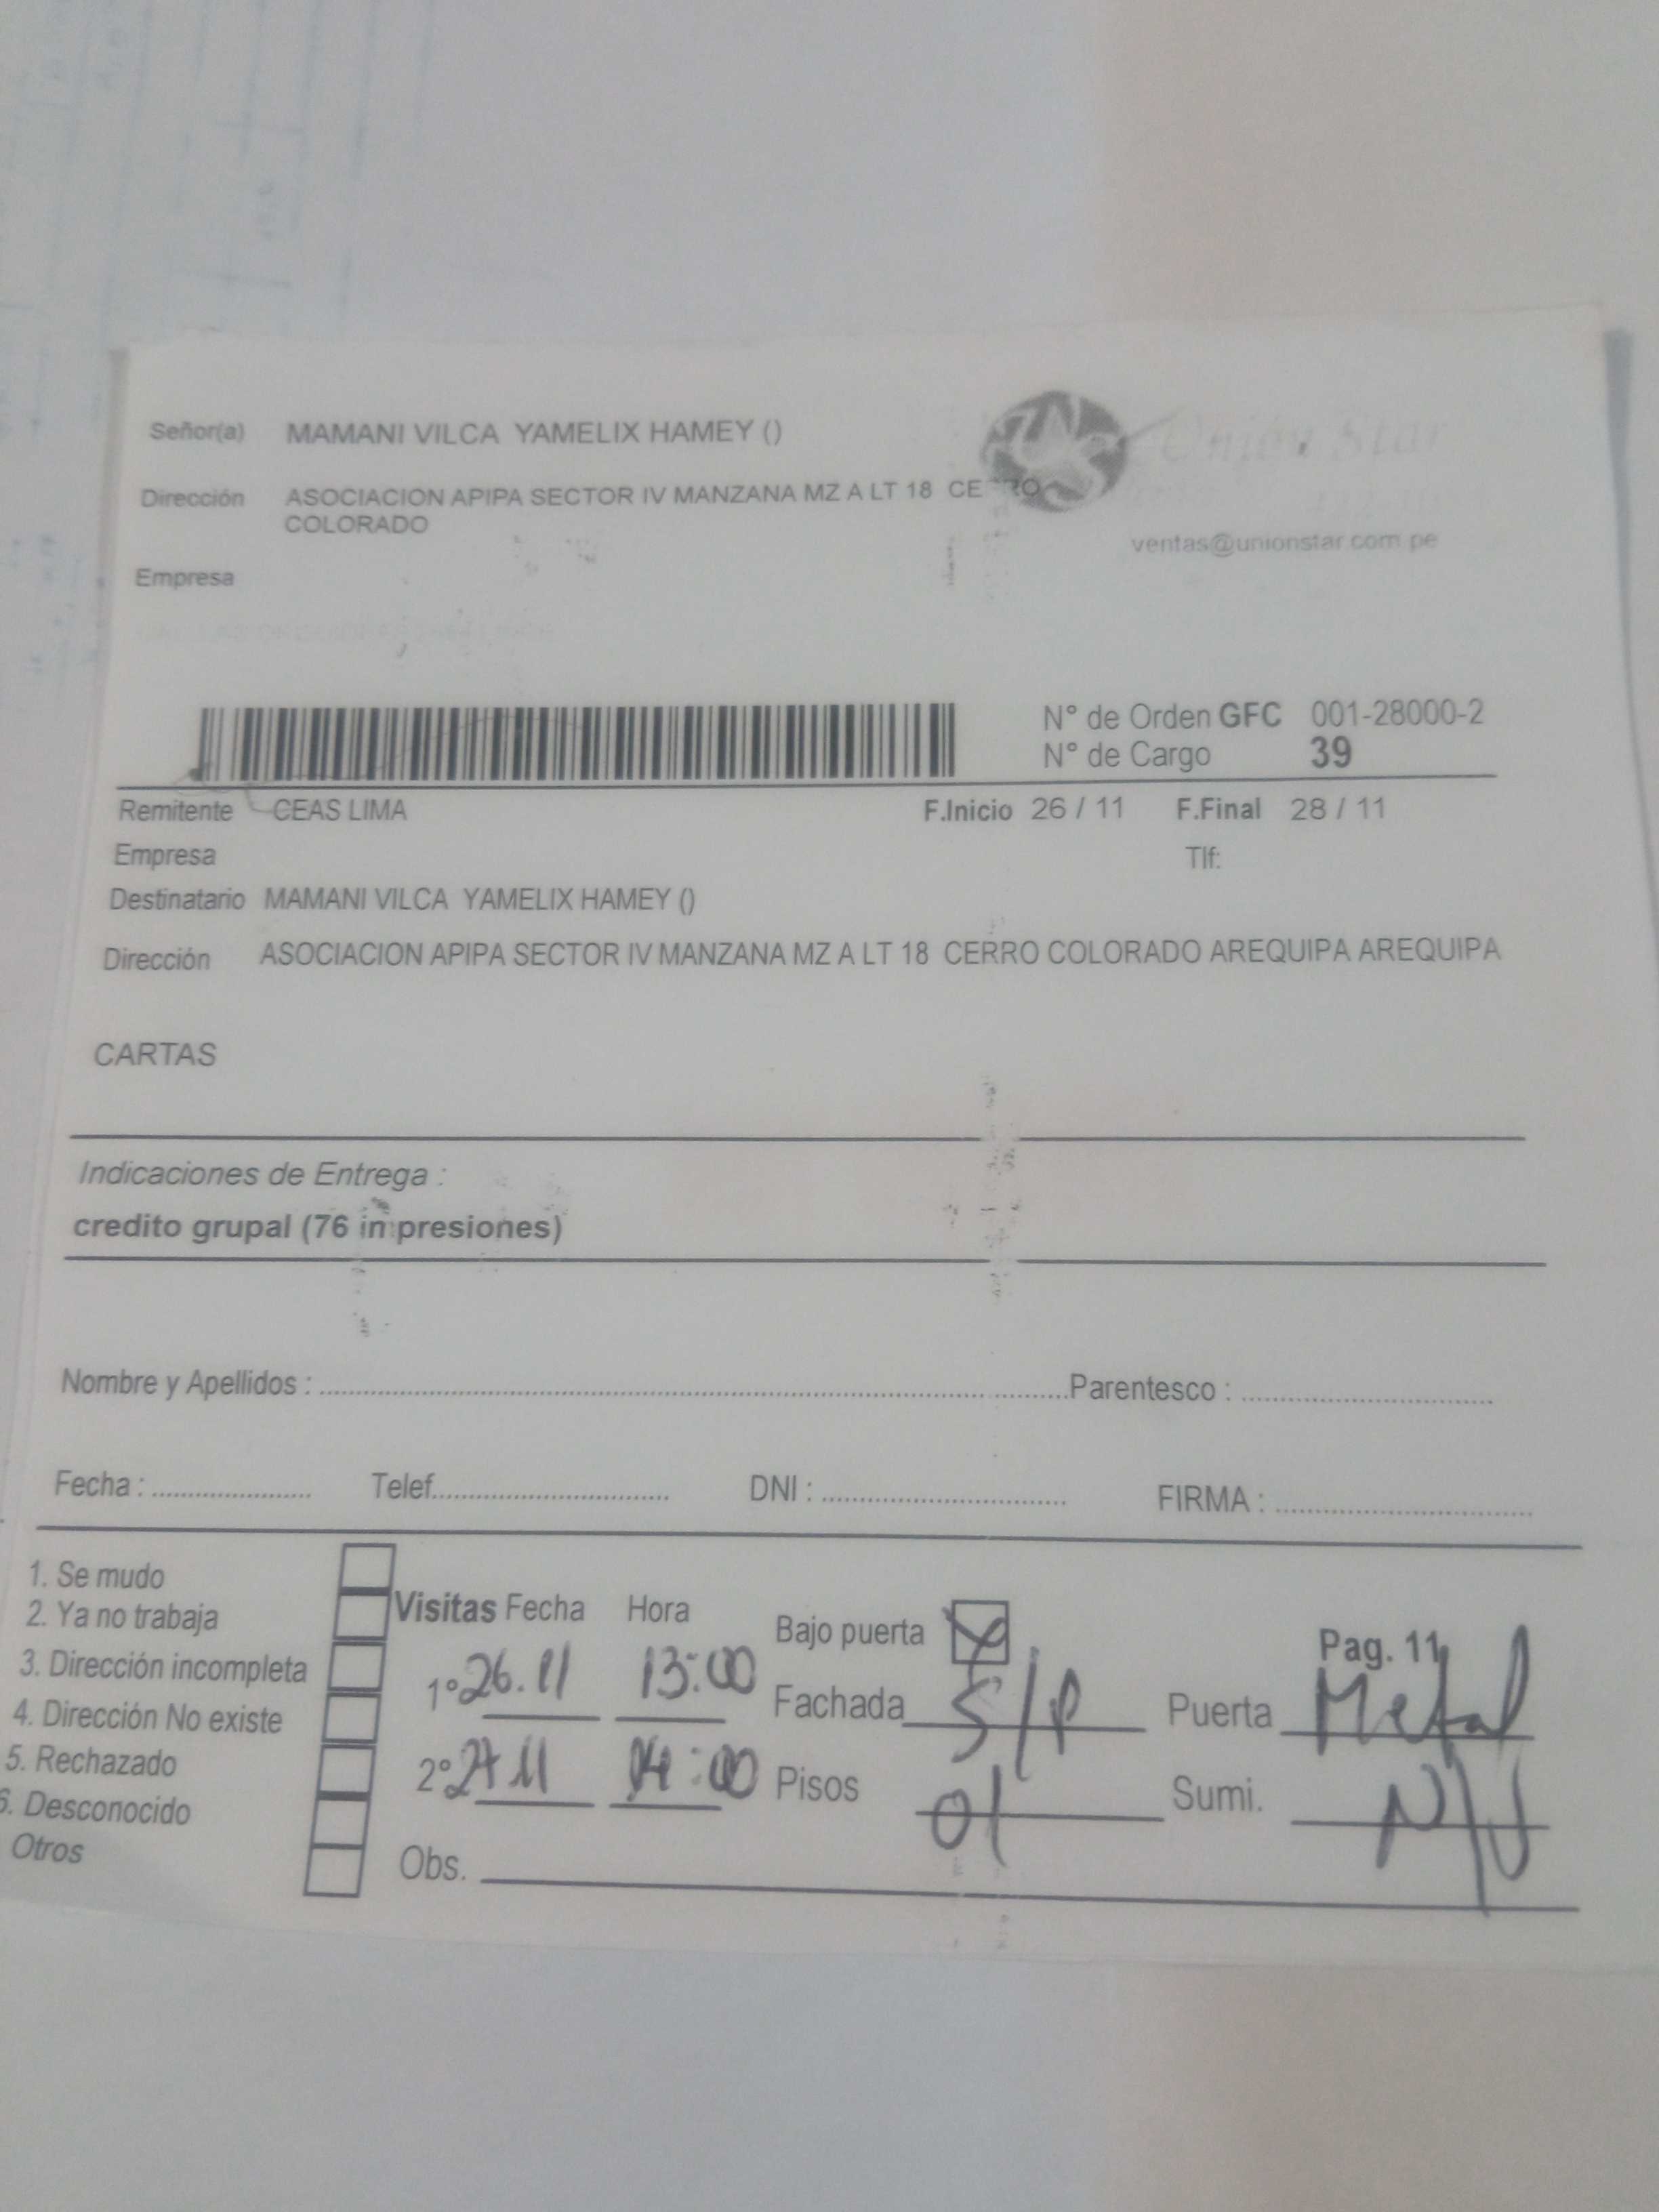 Señor(a) MAMANI VILCA YAMELIX HAMEY ()
Unión Star
Dirección ASOCIACION APIPA SECTOR IV MANZANA MZ A LT 18 CERRO
COLORADO
ventas@unionstar.com.pe
Empresa
N° de Orden GFC 001-28000-2
N° de Cargo 39
Remitente CEAS LIMA F.Inicio 26 / 11 F.Final 28 / 11
Empresa Tlf:
Destinatario MAMANI VILCA YAMELIX HAMEY ()
Dirección ASOCIACION APIPA SECTOR IV MANZANA MZ A LT 18 CERRO COLORADO AREQUIPA AREQUIPA
CARTAS
Indicaciones de Entrega :
credito grupal (76 impresiones)
Nombre y Apellidos : Parentesco :
Fecha : Telef. DNI : FIRMA :
1. Se mudo
2. Ya no trabaja
3. Dirección incompleta
4. Dirección No existe
5. Rechazado
6. Desconocido
Otros
Visitas Fecha Hora
1° 26.11 13:00
2° 27 11 14:00
Obs.
Bajo puerta
Fachada S/P
Pisos 01
Pag. 11
Puerta Metal
Sumi. N/V